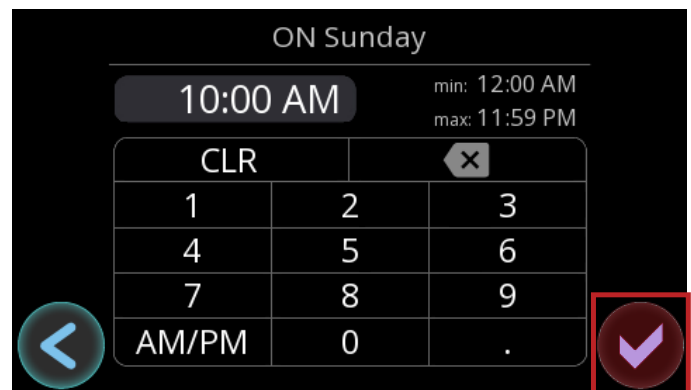 ON Sunday
10:00 AM
min: 12:00 AM
max: 11:59 PM
CLR
1 2 3
4 5 6
7 8 9
AM/PM 0 .